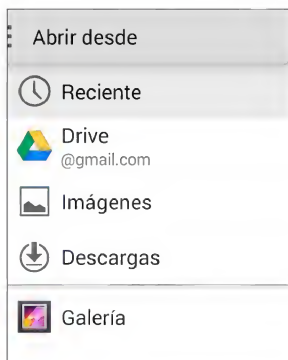 Abrir desde
Reciente
Drive
@gmail.com
Imágenes
Descargas
Galería